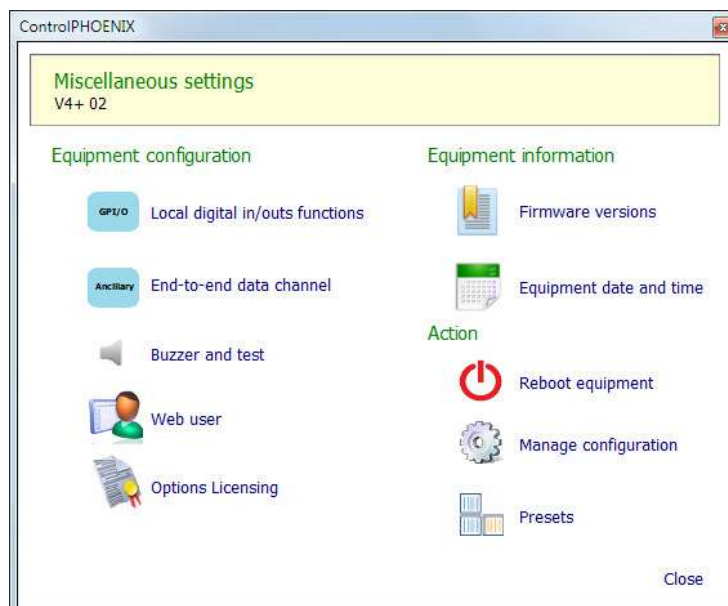 ControlPHOENIX
Miscellaneous settings
V4+ 02
Equipment configuration
GPI/O
Local digital in/outs functions
Ancillary
End-to-end data channel
Buzzer and test
Web user
Options Licensing
Equipment information
Firmware versions
Equipment date and time
Action
Reboot equipment
Manage configuration
Presets
Close